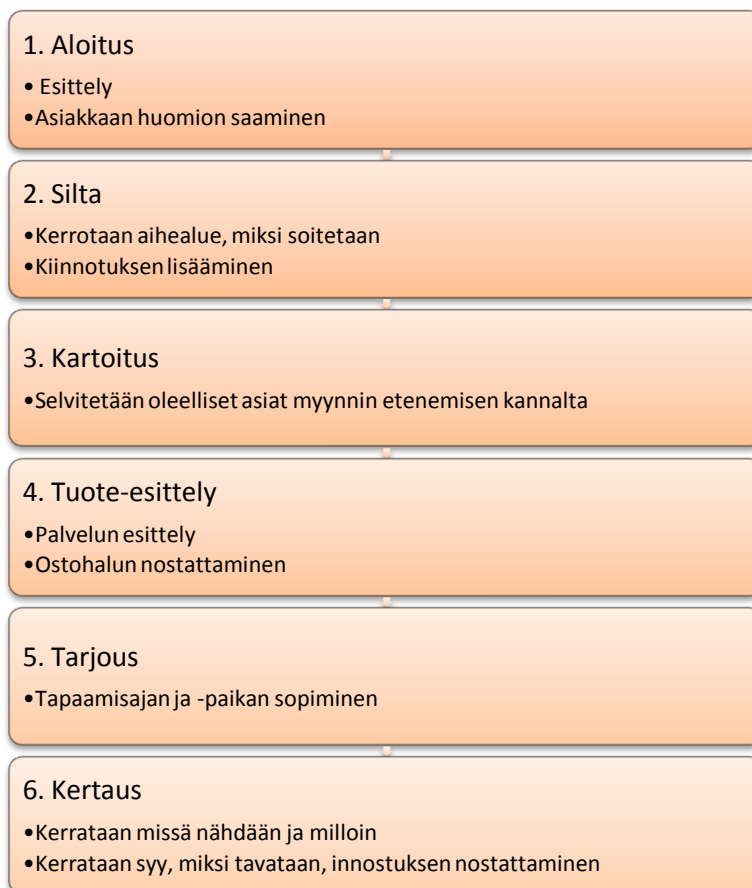 1. Aloitus
• Esittely
•Asiakkaan huomion saaminen
2. Silta
•Kerrotaan aihealue, miksi soitetaan
•Kiinnotuksen lisääminen
3. Kartoitus
•Selvitetään oleelliset asiat myynnin etenemisen kannalta
4. Tuote-esittely
•Palvelun esittely
•Ostohalun nostattaminen
5. Tarjous
•Tapaamisajan ja -paikan sopiminen
6. Kertaus
•Kerrataan missä nähdään ja milloin
•Kerrataan syy, miksi tavataan, innostuksen nostattaminen